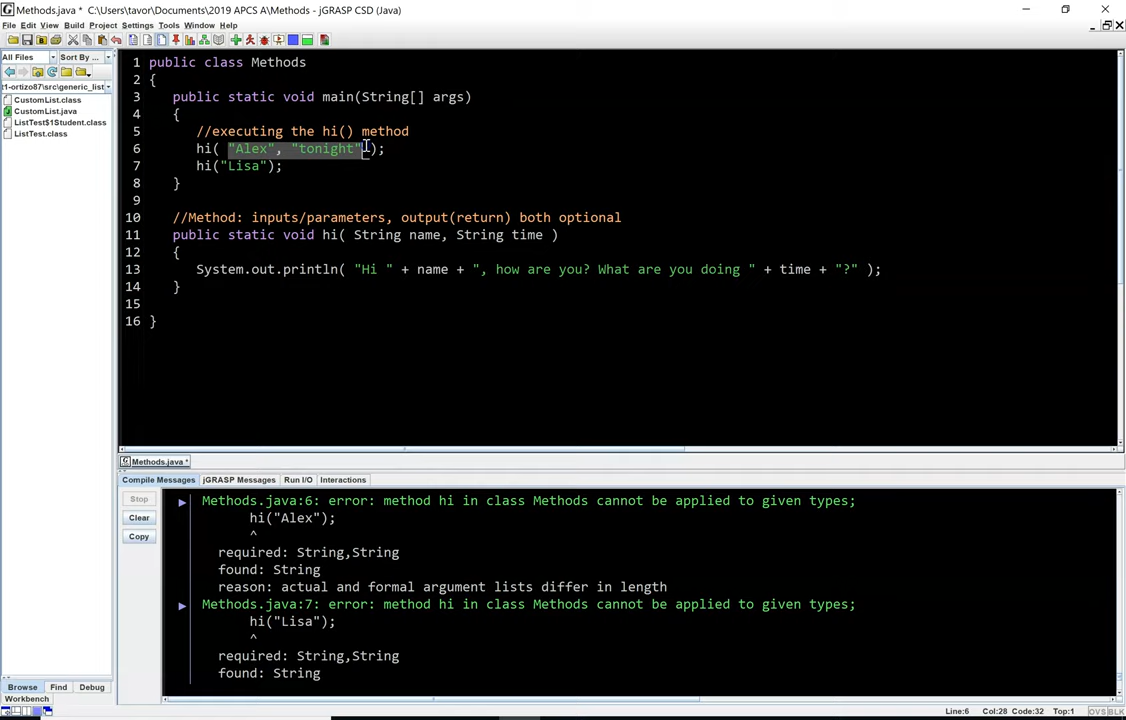 Methods.java * C:\Users\tavor\Documents\2019 APCS A\Methods - jGRASP CSD (Java)
File Edit View Build Project Settings Tools Window Help
All Files Sort By ...
t1-ortizo87\src\generic_list
CustomList.class
CustomList.java
ListTest$1Student.class
ListTest.class
1 public class Methods
2 {
3 public static void main(String[] args)
4 {
5 //executing the hi() method
6 hi( "Alex", "tonight" );
7 hi("Lisa");
8 }
9
10 //Method: inputs/parameters, output(return) both optional
11 public static void hi( String name, String time )
12 {
13 System.out.println( "Hi " + name + ", how are you? What are you doing " + time + "?" );
14 }
15
16 }
Methods.java *
Compile Messages jGRASP Messages Run I/O Interactions
Stop
Clear
Copy
Methods.java:6: error: method hi in class Methods cannot be applied to given types;
hi("Alex");
^
required: String,String
found: String
reason: actual and formal argument lists differ in length
Methods.java:7: error: method hi in class Methods cannot be applied to given types;
hi("Lisa");
^
required: String,String
found: String
Browse Find Debug
Workbench
Line:6 Col:28 Code:32 Top:1 OVS BLK